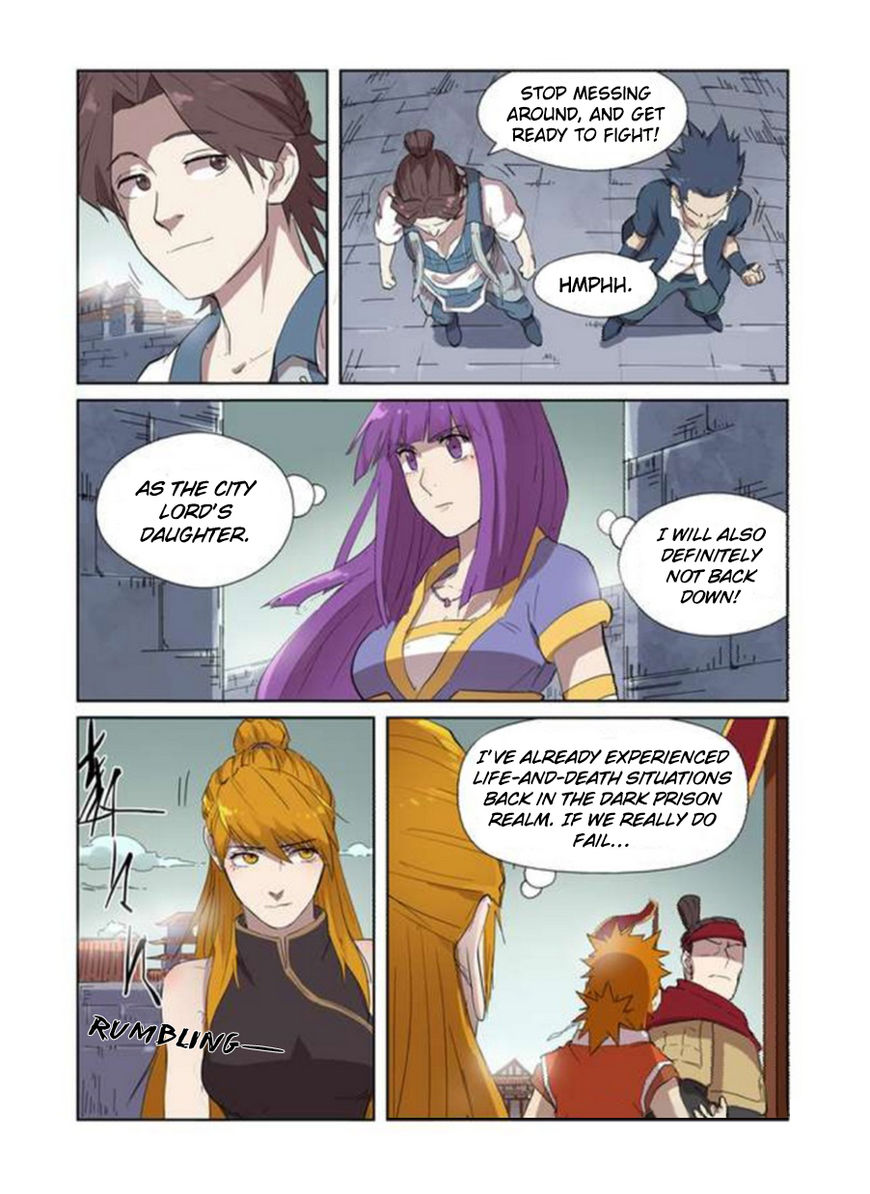 STOP MESSING
AROUND, AND GET
READY TO FIGHT!
HMPHH.
AS THE CITY
LORD'S
DAUGHTER.
I WILL ALSO
DEFINITELY
NOT BACK
DOWN!
RUMBLING—
I'VE ALREADY EXPERIENCED
LIFE-AND-DEATH SITUATIONS
BACK IN THE DARK PRISON
REALM. IF WE REALLY DO
FAIL...